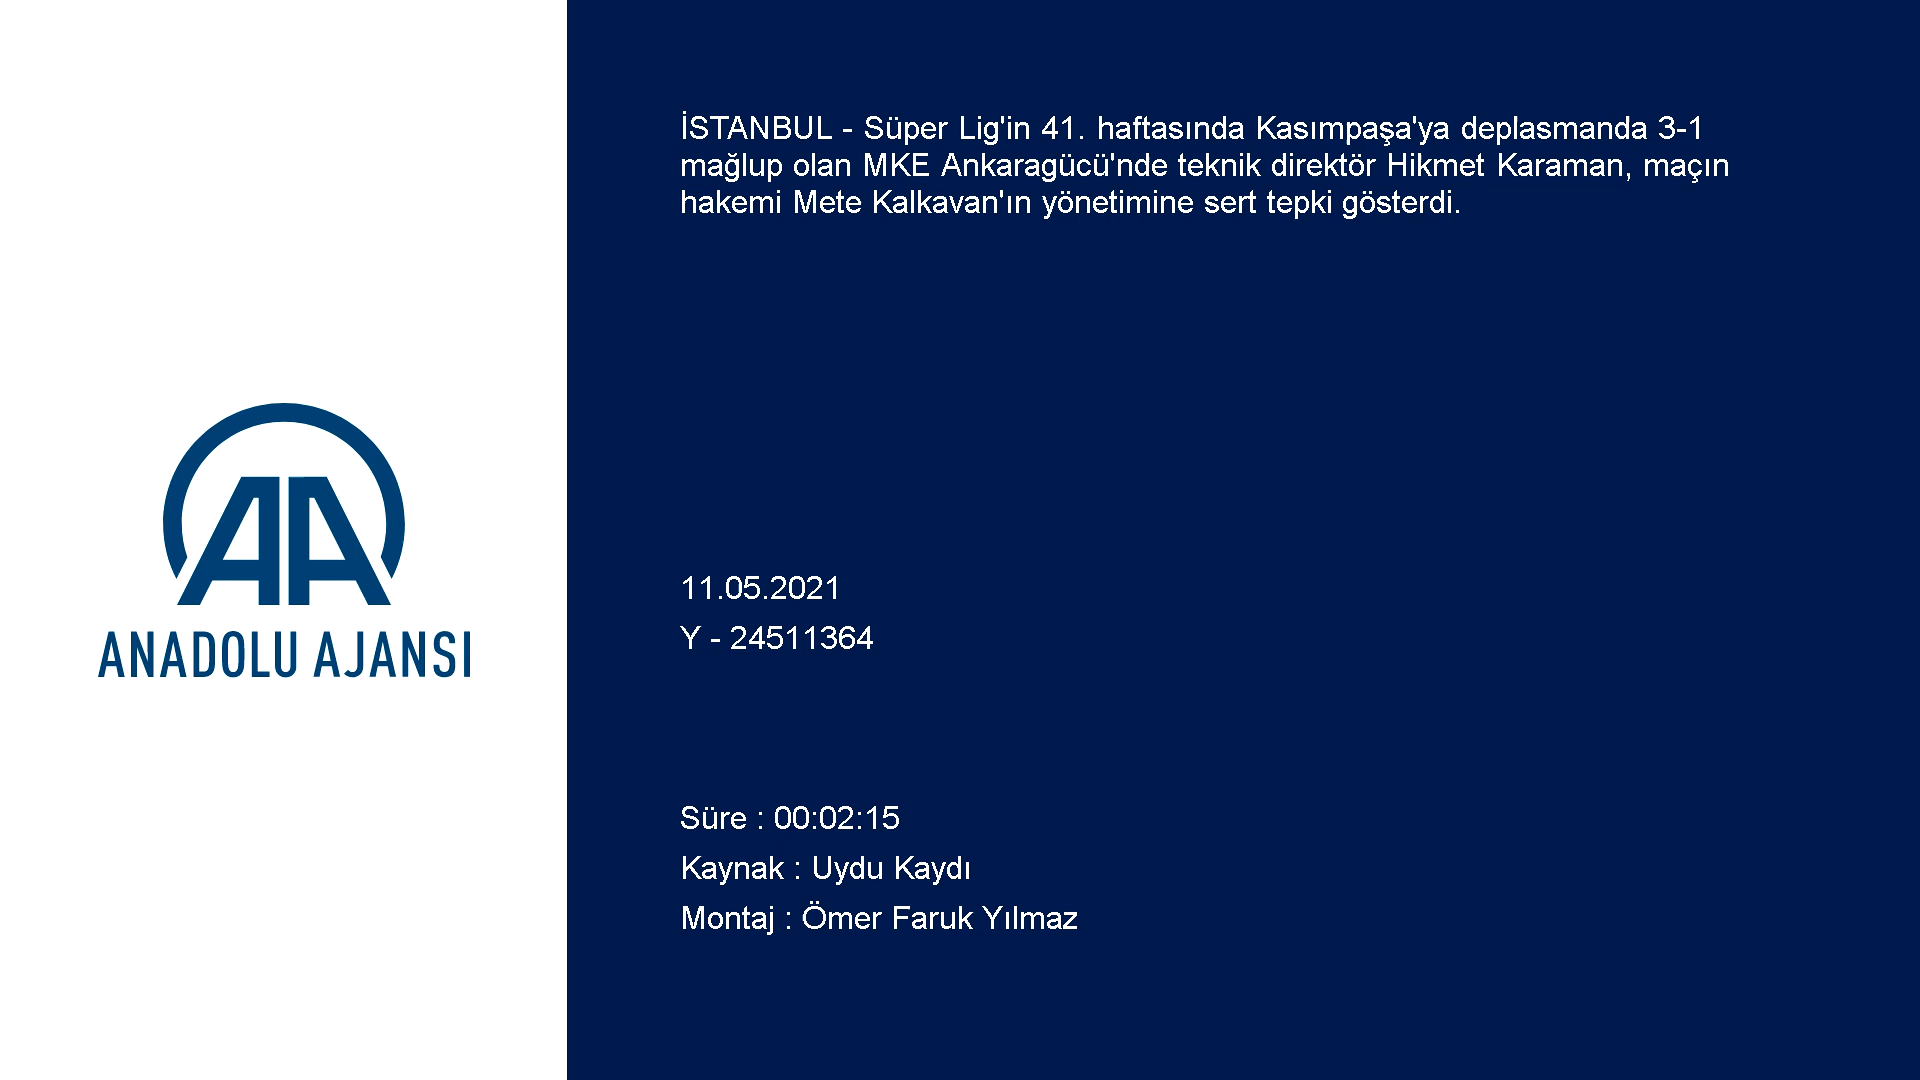 İSTANBUL - Süper Lig'in 41. haftasında Kasımpaşa'ya deplasmanda 3-1
mağlup olan MKE Ankaragücü'nde teknik direktör Hikmet Karaman, maçın
hakemi Mete Kalkavan'ın yönetimine sert tepki gösterdi.
AA
ANADOLU AJANSI
11.05.2021
Y - 24511364
Süre : 00:02:15
Kaynak : Uydu Kaydı
Montaj : Ömer Faruk Yılmaz